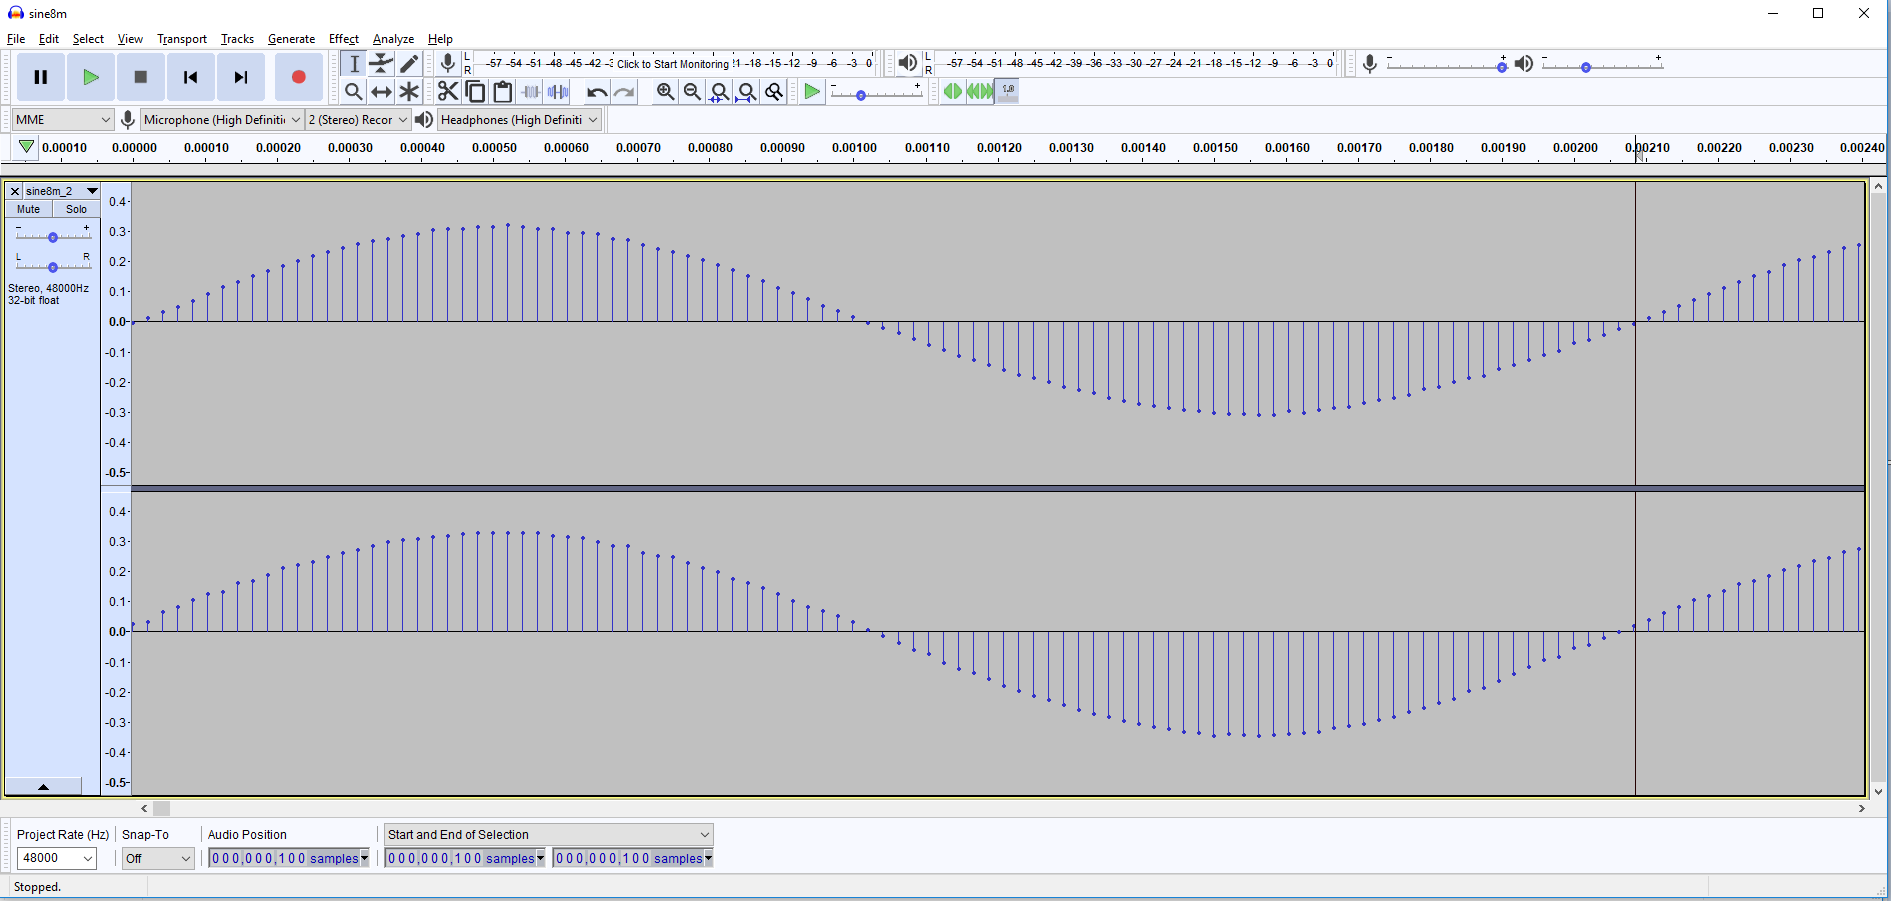 sine8m
File Edit Select View Transport Tracks Generate Effect Analyze Help
L
R
-57 -54 -51 -48 -45 -42 Click to Start Monitoring -18 -15 -12 -9 -6 -3 0
L
R
-57 -54 -51 -48 -45 -42 -39 -36 -33 -30 -27 -24 -21 -18 -15 -12 -9 -6 -3 0
- +
- +
- +
1.0
MME Microphone (High Definiti 2 (Stereo) Recor Headphones (High Definiti
0.00010 0.00000 0.00010 0.00020 0.00030 0.00040 0.00050 0.00060 0.00070 0.00080 0.00090 0.00100 0.00110 0.00120 0.00130 0.00140 0.00150 0.00160 0.00170 0.00180 0.00190 0.00200 0.00210 0.00220 0.00230 0.00240
sine8m_2
Mute Solo
- +
L R
Stereo, 48000Hz
32-bit float
0.4
0.3
0.2
0.1
0.0
-0.1
-0.2
-0.3
-0.4
-0.5
0.4
0.3
0.2
0.1
0.0
-0.1
-0.2
-0.3
-0.4
-0.5
Project Rate (Hz) Snap-To Audio Position Start and End of Selection
48000 Off 000,000,100 samples 000,000,100 samples 000,000,100 samples
Stopped.